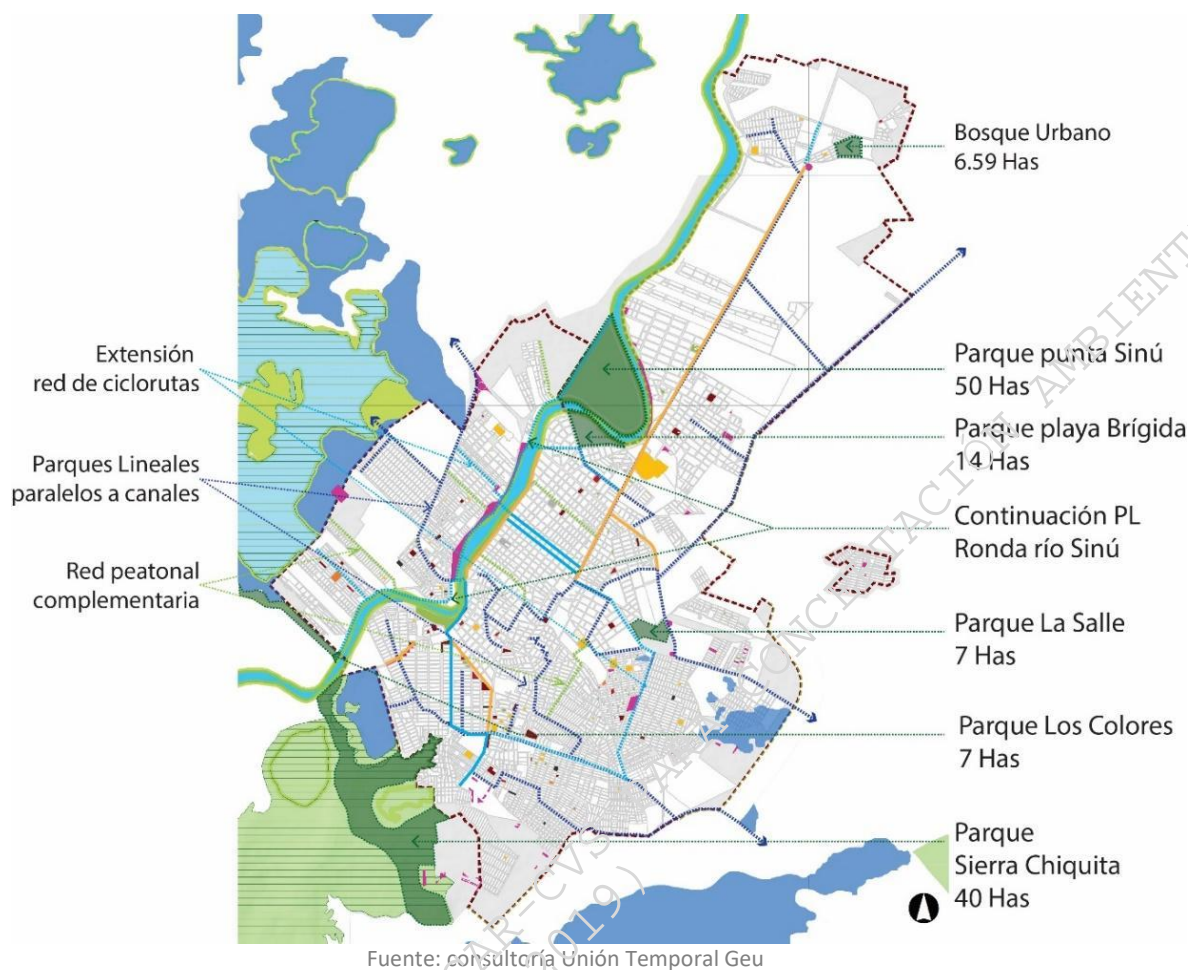 Bosque Urbano
6.59 Has
Extensión
red de ciclorutas
Parques Lineales
paralelos a canales
Red peatonal
complementaria
Parque punta Sinú
50 Has
Parque playa Brígida
14 Has
Continuación PL
Ronda río Sinú
Parque La Salle
7 Has
Parque Los Colores
7 Has
Parque
Sierra Chiquita
40 Has
Fuente: consultoría Unión Temporal Geu